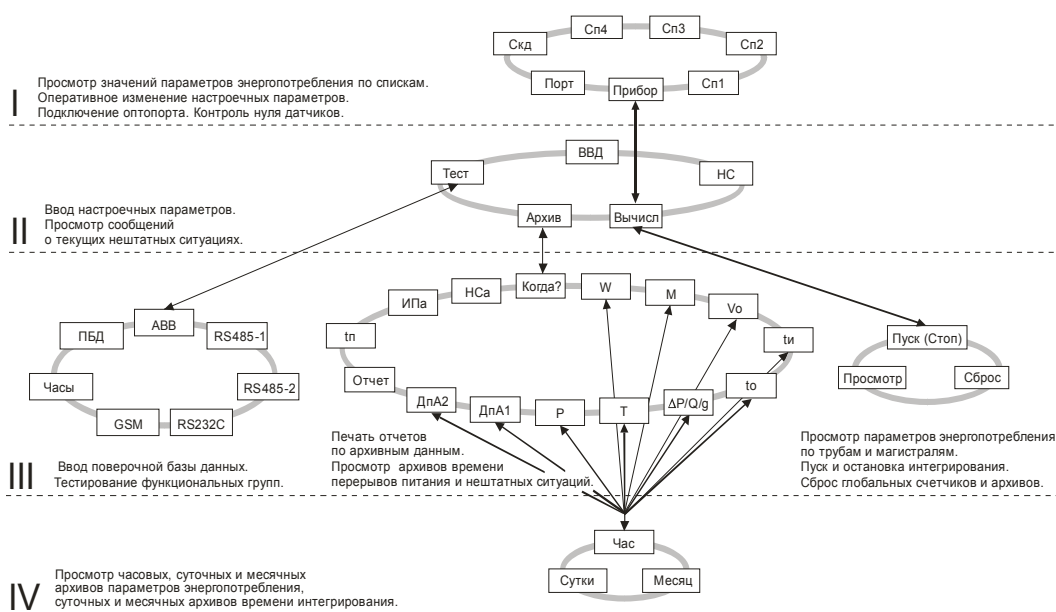 Сп4
Сп3
Скд
Сп2
Порт
Прибор
Сп1
I
Просмотр значений параметров энергопотребления по спискам.
Оперативное изменение настроечных параметров.
Подключение оптопорта. Контроль нуля датчиков.
ВВД
Тест
НС
Архив
Вычисл
II
Ввод настроечных параметров.
Просмотр сообщений
о текущих нештатных ситуациях.
АВВ
ПБД
RS485-1
Часы
RS485-2
GSM
RS232C
Когда?
W
НСа
M
ИПа
Vo
tп
tи
Отчет
to
ДпА2
ДпА1
P
T
ΔP/Q/g
Пуск (Стоп)
Просмотр
Сброс
III
Ввод поверочной базы данных.
Тестирование функциональных групп.
Печать отчетов
по архивным данным.
Просмотр архивов времени
перерывов питания и нештатных ситуаций.
Просмотр параметров энергопотребления
по трубам и магистралям.
Пуск и остановка интегрирования.
Сброс глобальных счетчиков и архивов.
Час
Сутки
Месяц
IV
Просмотр часовых, суточных и месячных
архивов параметров энергопотребления,
суточных и месячных архивов времени интегрирования.